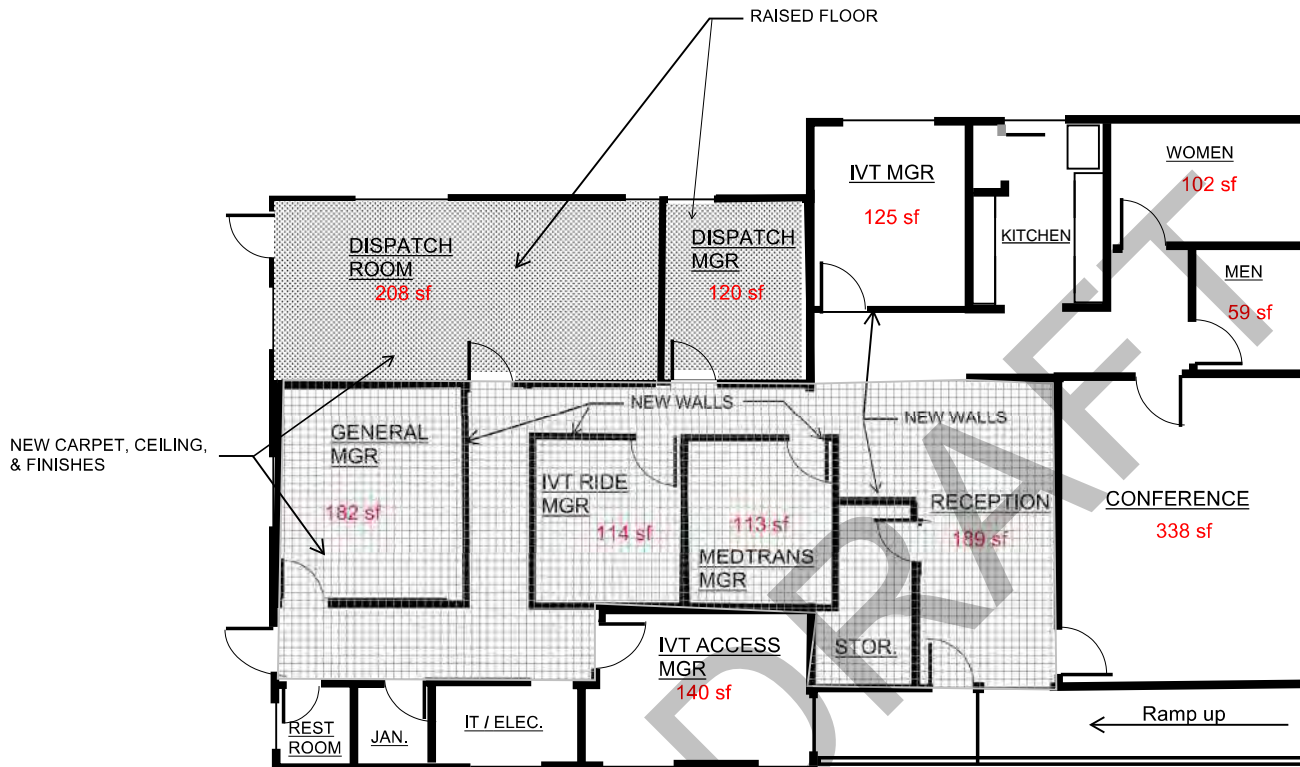 RAISED FLOOR
WOMEN
102 sf
IVT MGR
125 sf
KITCHEN
DISPATCH
ROOM
208 sf
DISPATCH
MGR
120 sf
MEN
59 sf
NEW WALLS
NEW WALLS
NEW CARPET, CEILING,
& FINISHES
GENERAL
MGR
182 sf
IVT RIDE
MGR
114 sf
113 sf
MEDTRANS
MGR
RECEPTION
189 sf
CONFERENCE
338 sf
STOR.
IVT ACCESS
MGR
140 sf
REST
ROOM
JAN.
IT / ELEC.
Ramp up
DRAFT